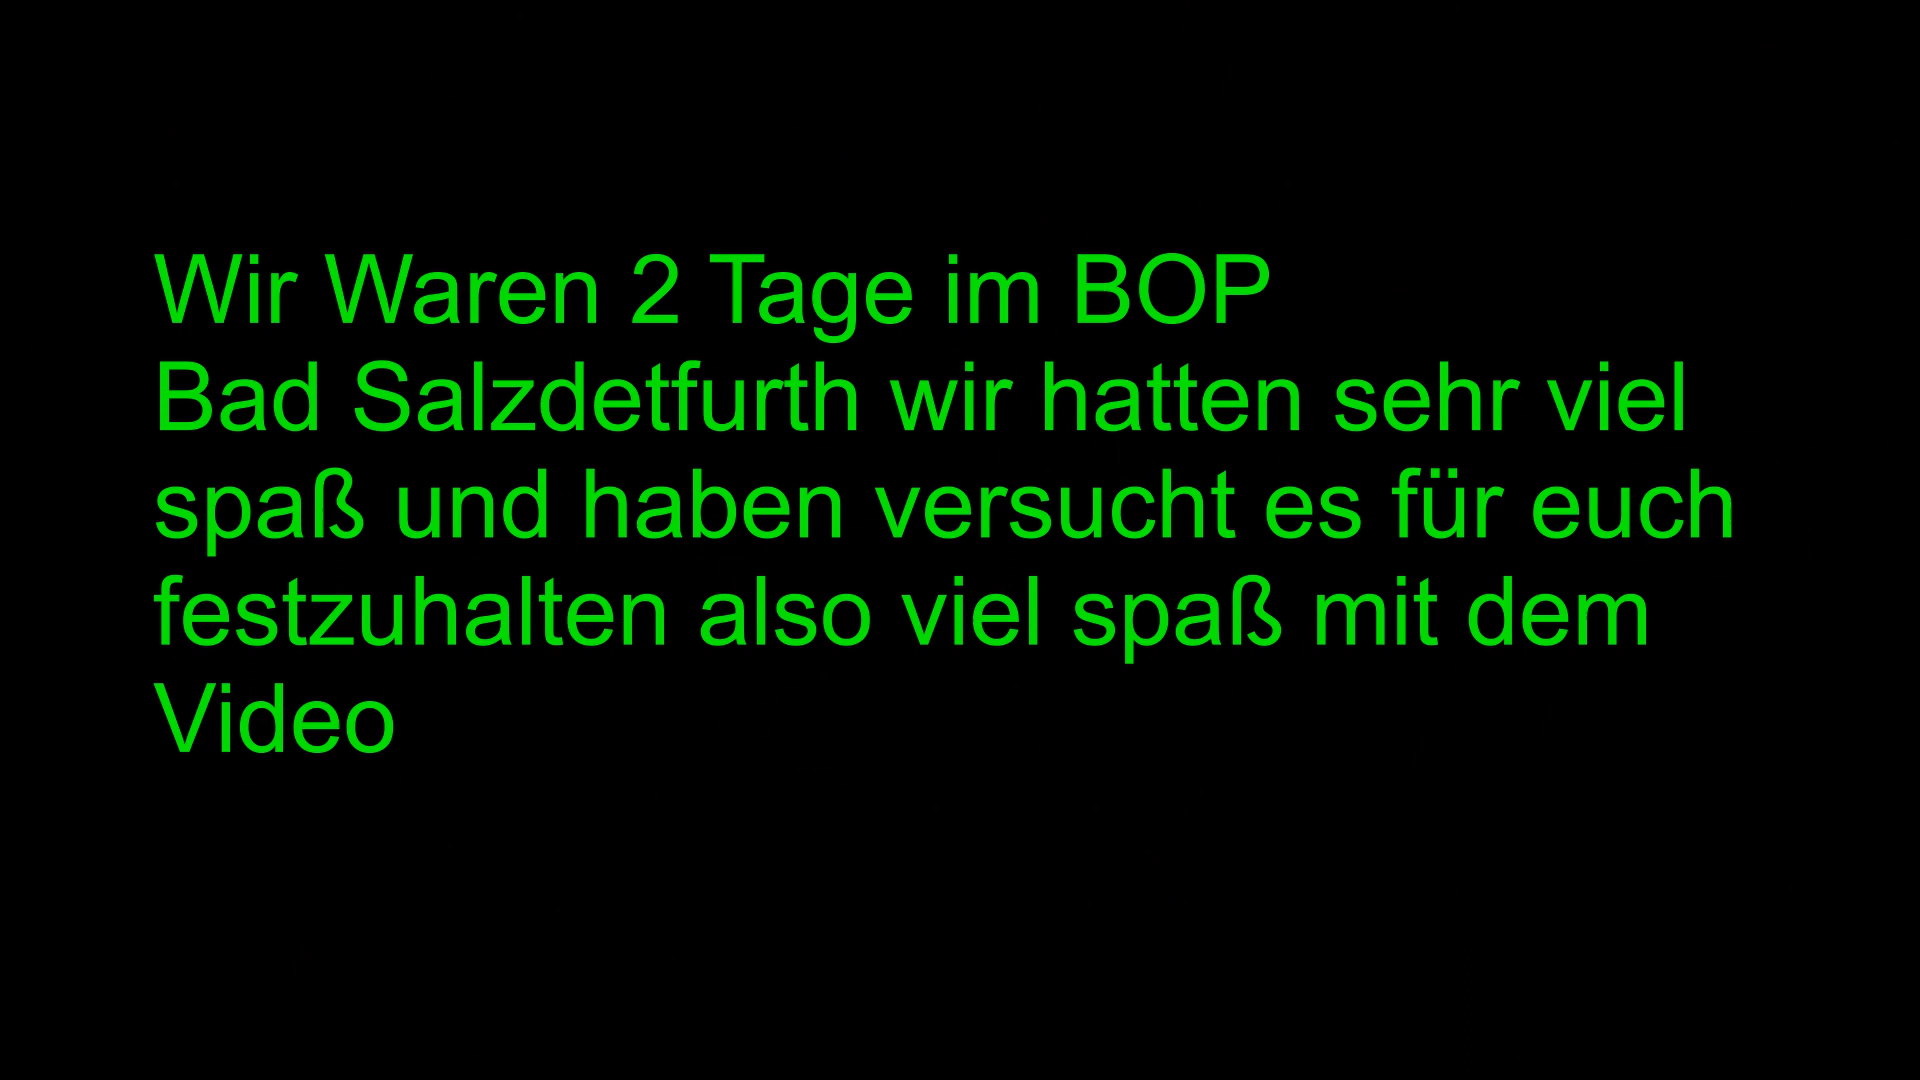 Wir Waren 2 Tage im BOP
Bad Salzdetfurth wir hatten sehr viel
spaß und haben versucht es für euch
festzuhalten also viel spaß mit dem
Video